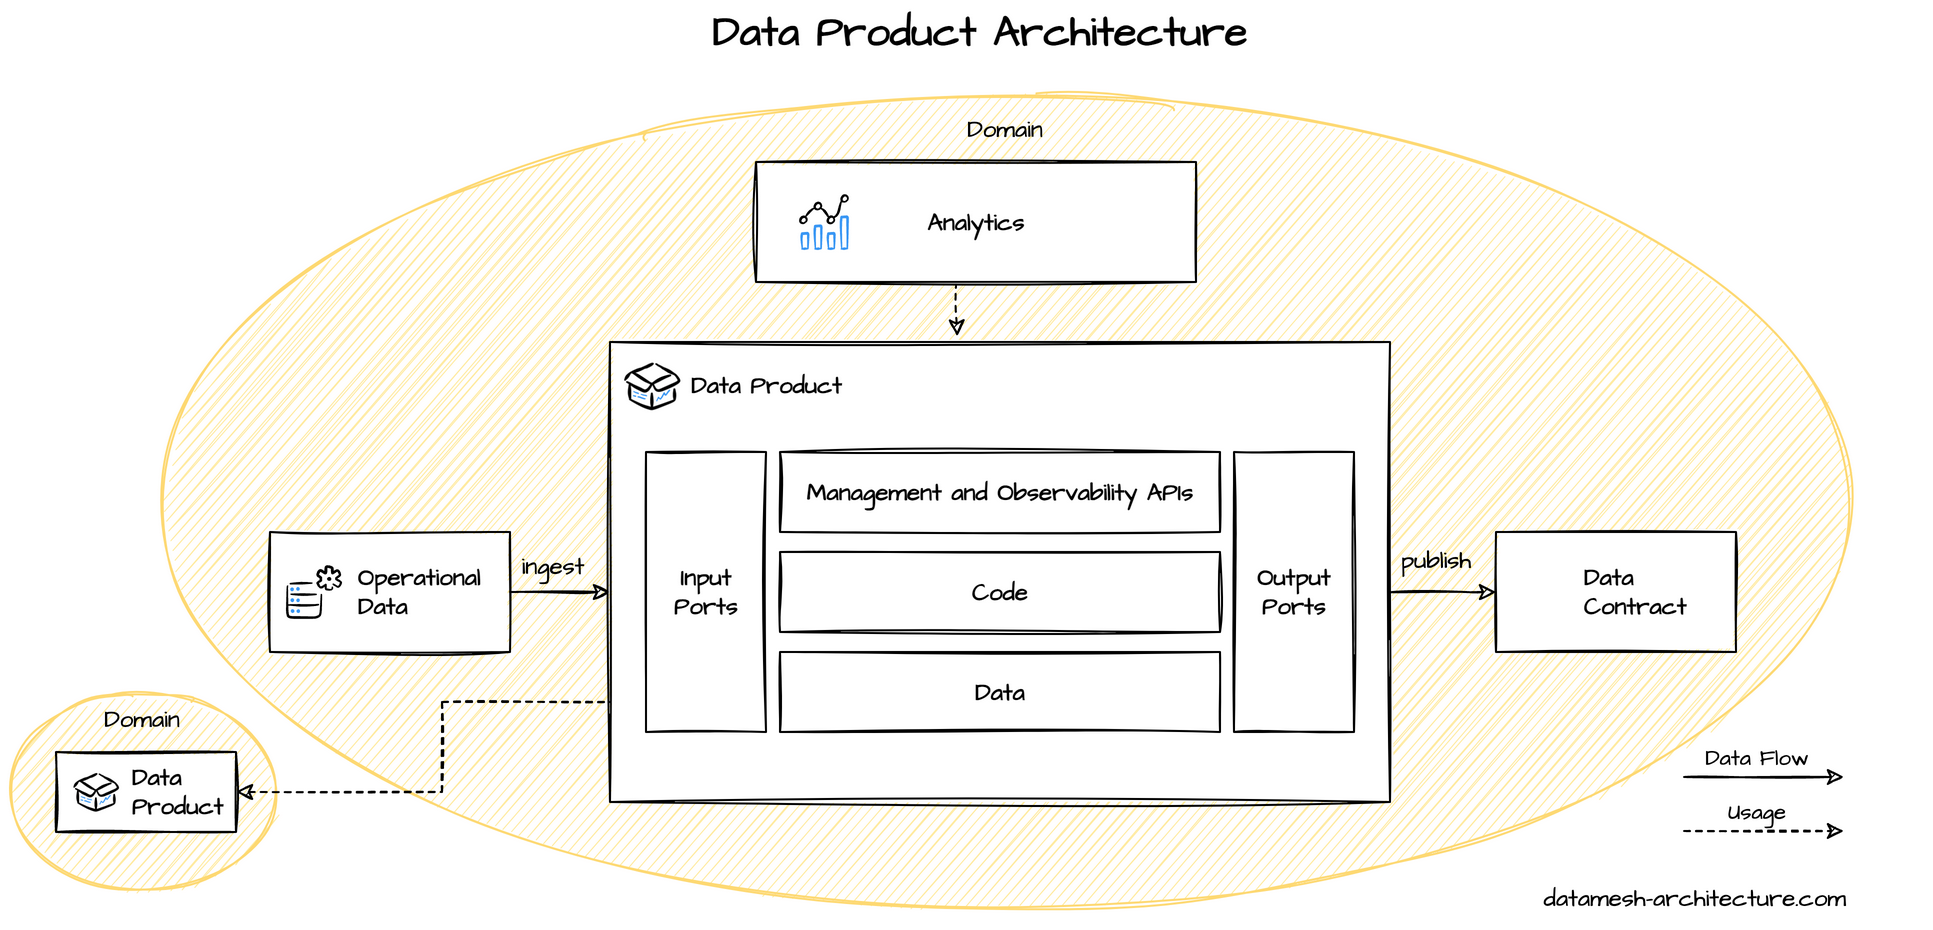 Data Product Architecture
Domain
Analytics
Data Product
Management and Observability APIs
Input
Ports
Code
Output
Ports
Data
Operational
Data
ingest
publish
Data
Contract
Domain
Data
Product
Data Flow
Usage
datamesh-architecture.com